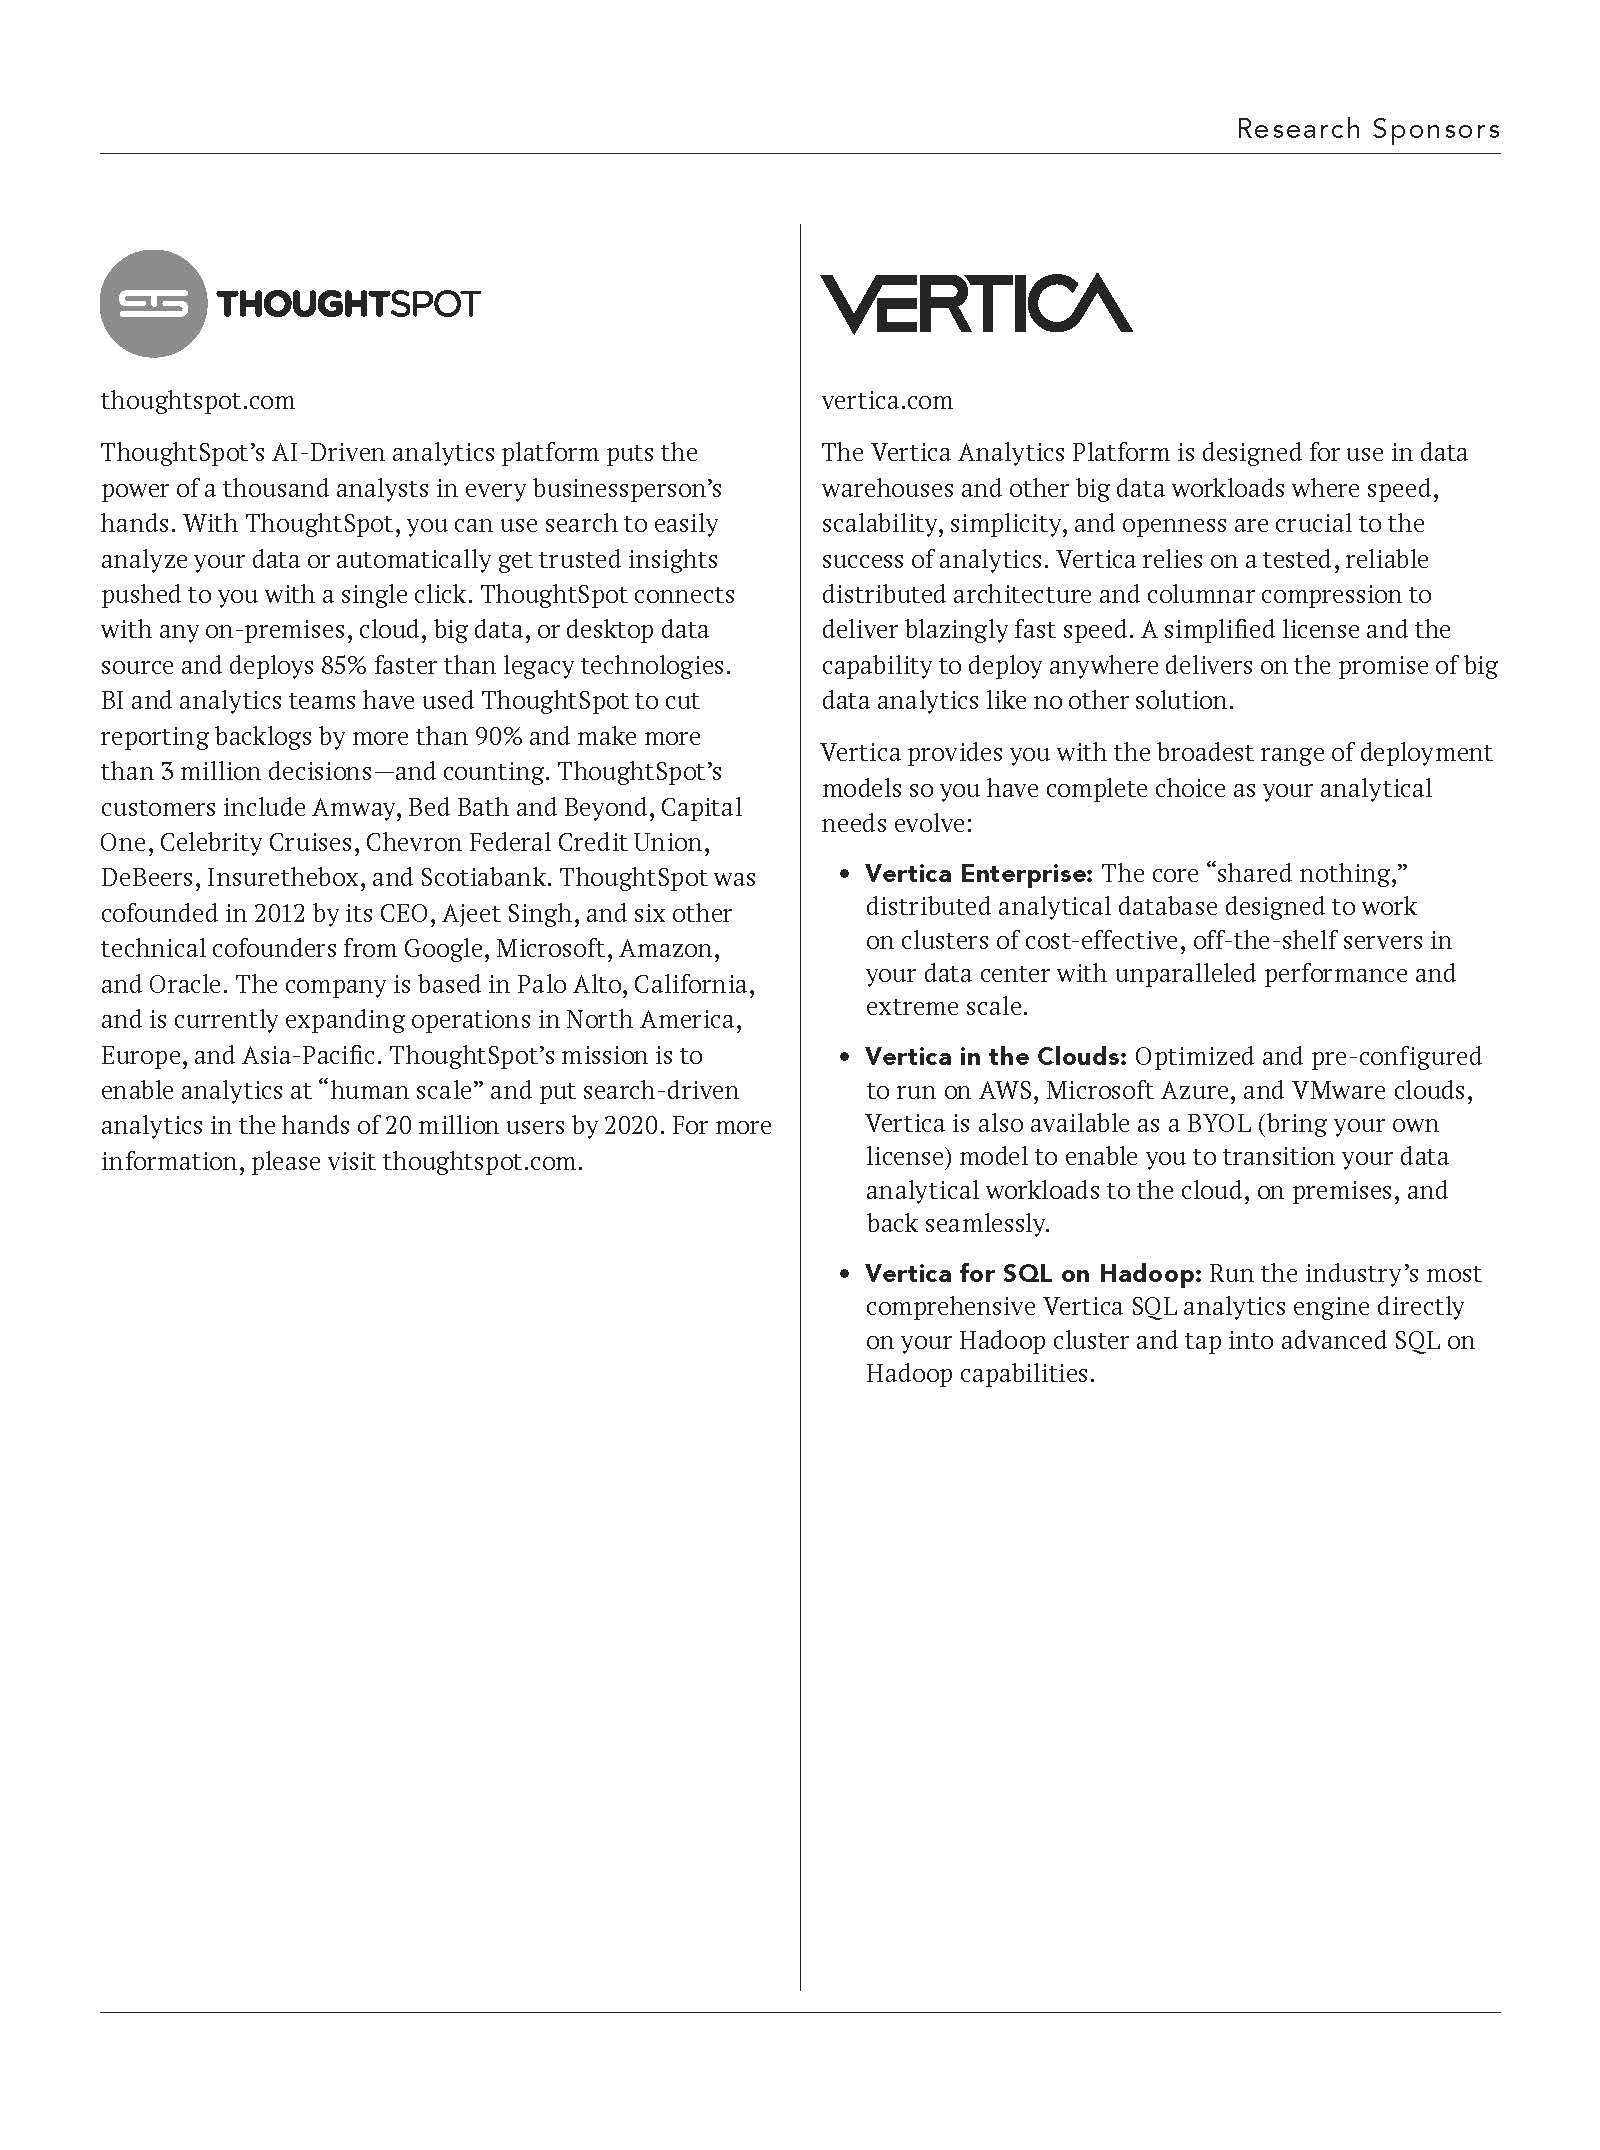 Research Sponsors
THOUGHTSPOT
thoughtspot.com
ThoughtSpot’s AI-Driven analytics platform puts the
power of a thousand analysts in every businessperson’s
hands. With ThoughtSpot, you can use search to easily
analyze your data or automatically get trusted insights
pushed to you with a single click. ThoughtSpot connects
with any on-premises, cloud, big data, or desktop data
source and deploys 85% faster than legacy technologies.
BI and analytics teams have used ThoughtSpot to cut
reporting backlogs by more than 90% and make more
than 3 million decisions—and counting. ThoughtSpot’s
customers include Amway, Bed Bath and Beyond, Capital
One, Celebrity Cruises, Chevron Federal Credit Union,
DeBeers, Insurethebox, and Scotiabank. ThoughtSpot was
cofounded in 2012 by its CEO, Ajeet Singh, and six other
technical cofounders from Google, Microsoft, Amazon,
and Oracle. The company is based in Palo Alto, California,
and is currently expanding operations in North America,
Europe, and Asia-Pacific. ThoughtSpot’s mission is to
enable analytics at “human scale” and put search-driven
analytics in the hands of 20 million users by 2020. For more
information, please visit thoughtspot.com.
VERTICA
vertica.com
The Vertica Analytics Platform is designed for use in data
warehouses and other big data workloads where speed,
scalability, simplicity, and openness are crucial to the
success of analytics. Vertica relies on a tested, reliable
distributed architecture and columnar compression to
deliver blazingly fast speed. A simplified license and the
capability to deploy anywhere delivers on the promise of big
data analytics like no other solution.
Vertica provides you with the broadest range of deployment
models so you have complete choice as your analytical
needs evolve:
• Vertica Enterprise: The core “shared nothing,”
distributed analytical database designed to work
on clusters of cost-effective, off-the-shelf servers in
your data center with unparalleled performance and
extreme scale.
• Vertica in the Clouds: Optimized and pre-configured
to run on AWS, Microsoft Azure, and VMware clouds,
Vertica is also available as a BYOL (bring your own
license) model to enable you to transition your data
analytical workloads to the cloud, on premises, and
back seamlessly.
• Vertica for SQL on Hadoop: Run the industry’s most
comprehensive Vertica SQL analytics engine directly
on your Hadoop cluster and tap into advanced SQL on
Hadoop capabilities.